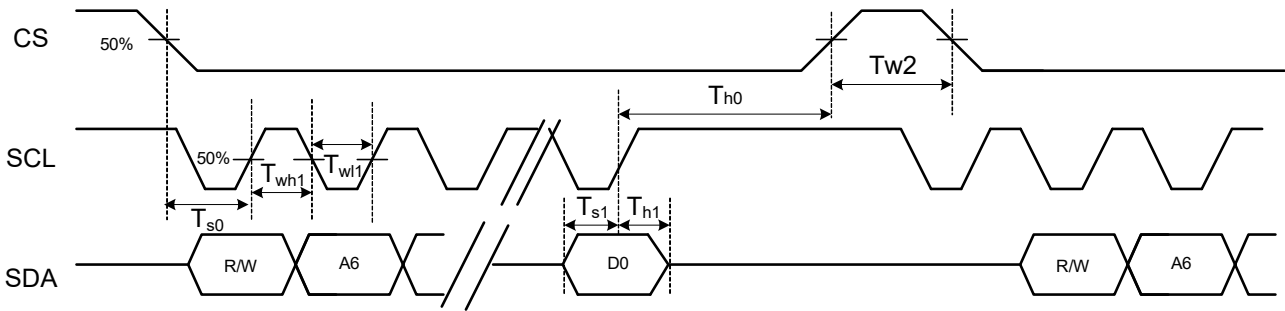 CS
50%
Tw2
Th0
SCL
50%
Twh1
Twl1
Ts0
Ts1
Th1
SDA
R/W
A6
D0
R/W
A6